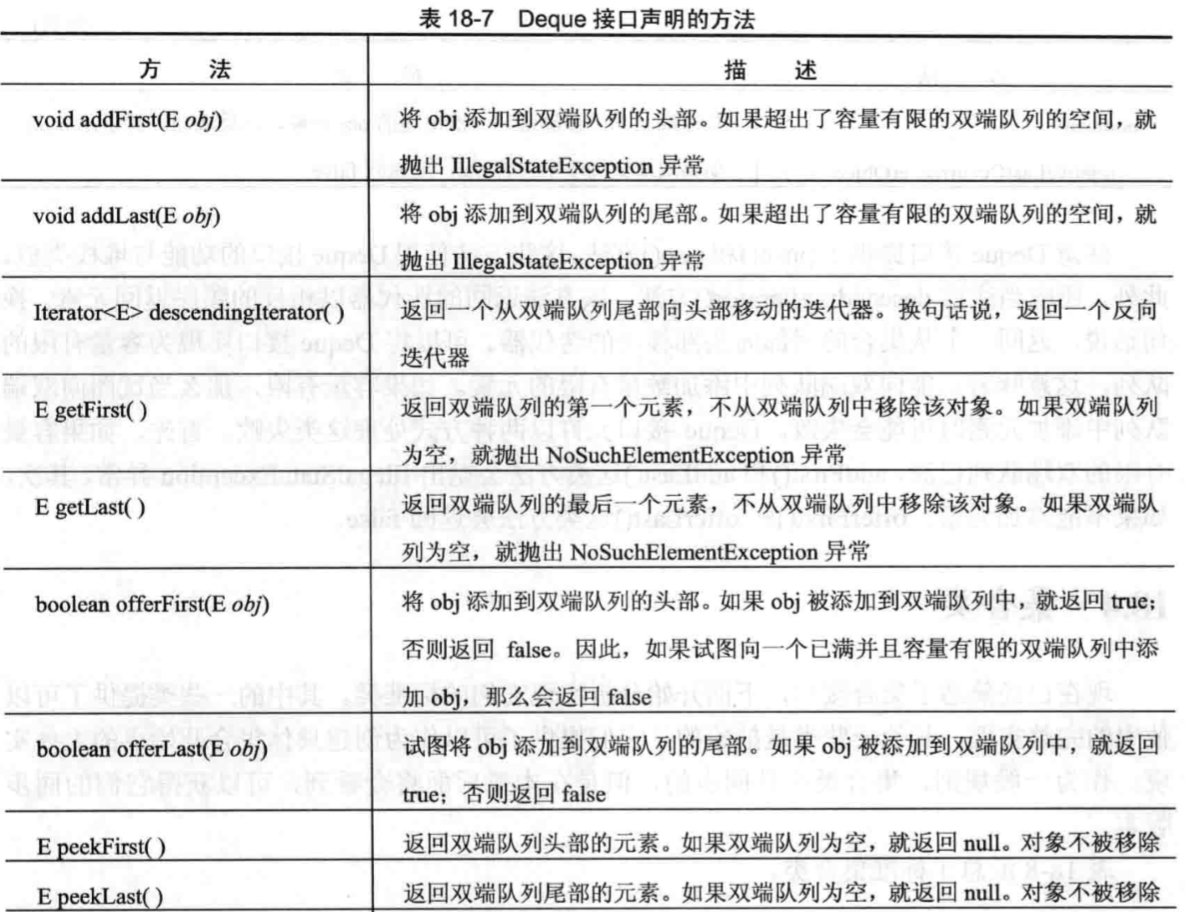 表 18-7 Deque 接口声明的方法
方 法 描 述
void addFirst(E obj) 将 obj 添加到双端队列的头部。如果超出了容量有限的双端队列的空间，就
抛出 IllegalStateException 异常
void addLast(E obj) 将 obj 添加到双端队列的尾部。如果超出了容量有限的双端队列的空间，就
抛出 IllegalStateException 异常
Iterator<E> descendingIterator( ) 返回一个从双端队列尾部向头部移动的迭代器。换句话说，返回一个反向
迭代器
E getFirst( ) 返回双端队列的第一个元素，不从双端队列中移除该对象。如果双端队列
为空，就抛出 NoSuchElementException 异常
E getLast( ) 返回双端队列的最后一个元素，不从双端队列中移除该对象。如果双端队
列为空，就抛出 NoSuchElementException 异常
boolean offerFirst(E obj) 将 obj 添加到双端队列的头部。如果 obj 被添加到双端队列中，就返回 true；
否则返回 false。因此，如果试图向一个已满并且容量有限的双端队列中添
加 obj，那么会返回 false
boolean offerLast(E obj) 试图将 obj 添加到双端队列的尾部。如果 obj 被添加到双端队列中，就返回
true；否则返回 false
E peekFirst( ) 返回双端队列头部的元素。如果双端队列为空，就返回 null。对象不被移除
E peekLast( ) 返回双端队列尾部的元素。如果双端队列为空，就返回 null。对象不被移除